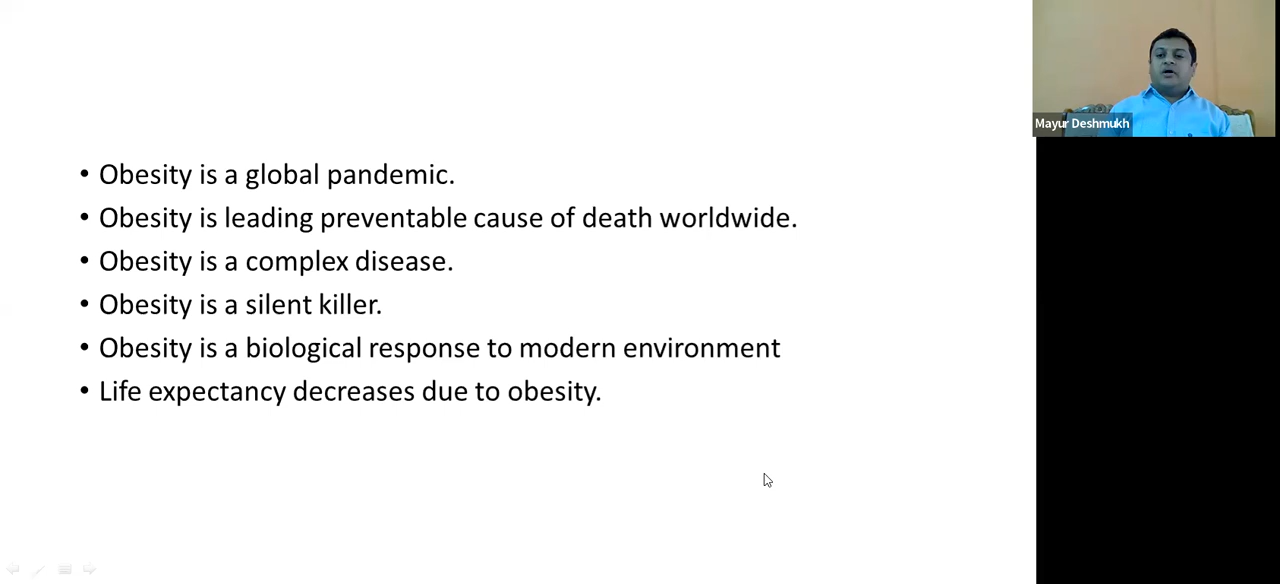 • Obesity is a global pandemic.
• Obesity is leading preventable cause of death worldwide.
• Obesity is a complex disease.
• Obesity is a silent killer.
• Obesity is a biological response to modern environment
• Life expectancy decreases due to obesity.
Mayur Deshmukh